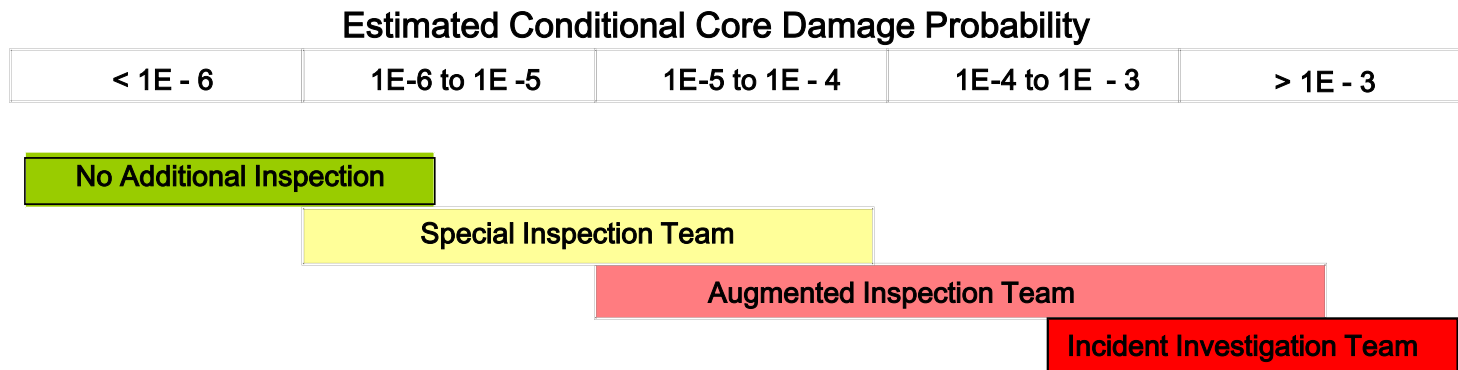 Estimated Conditional Core Damage Probability
< 1E - 6 1E-6 to 1E -5 1E-5 to 1E - 4 1E-4 to 1E - 3 > 1E - 3
No Additional Inspection
Special Inspection Team
Augmented Inspection Team
Incident Investigation Team